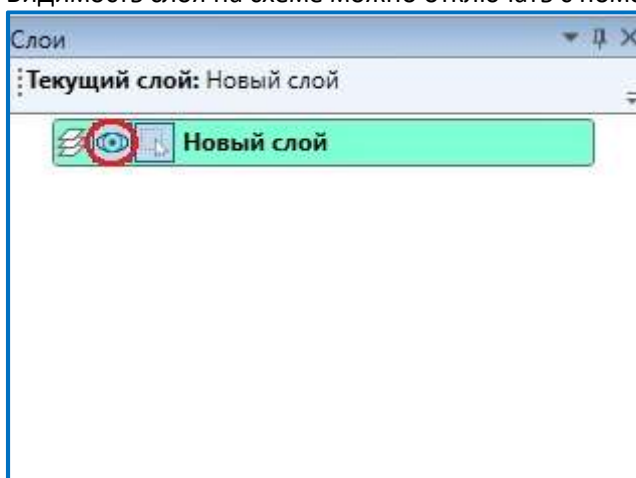 Видимость слоя на схеме можно отключать с
Слои
Текущий слой: Новый слой
Новый слой